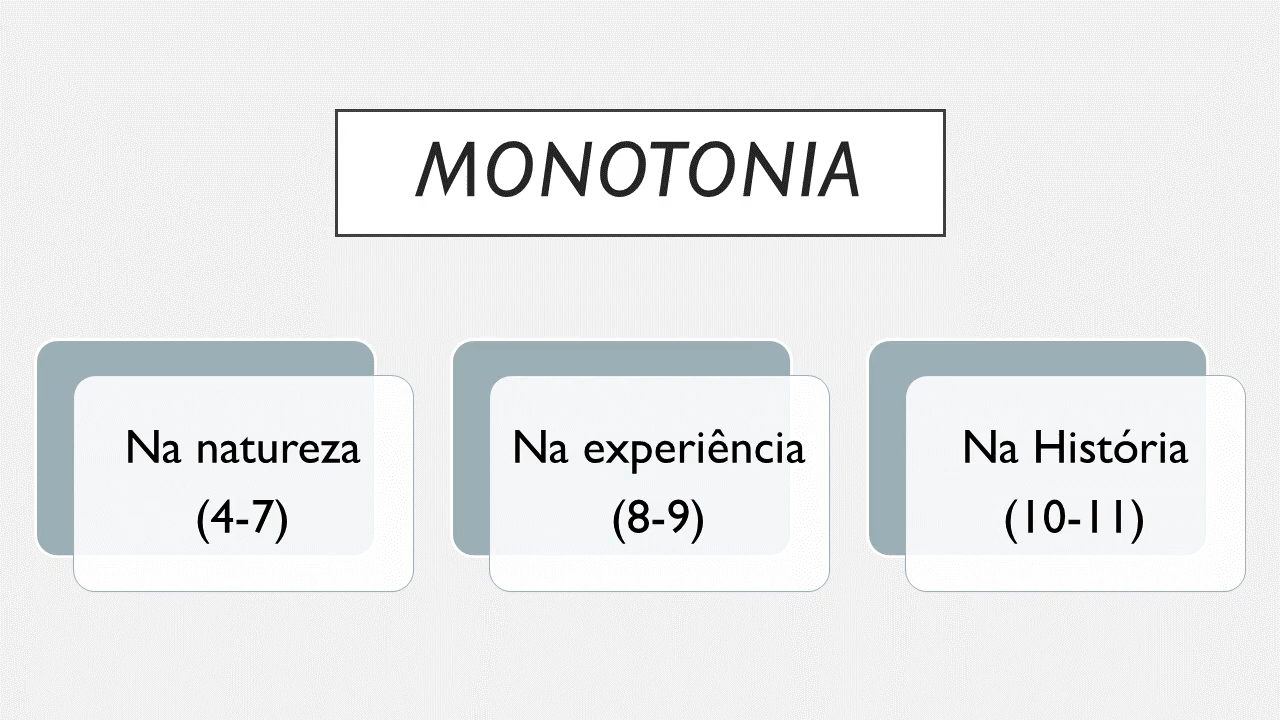 MONOTONIA
Na natureza
(4-7)
Na experiência
(8-9)
Na História
(10-11)